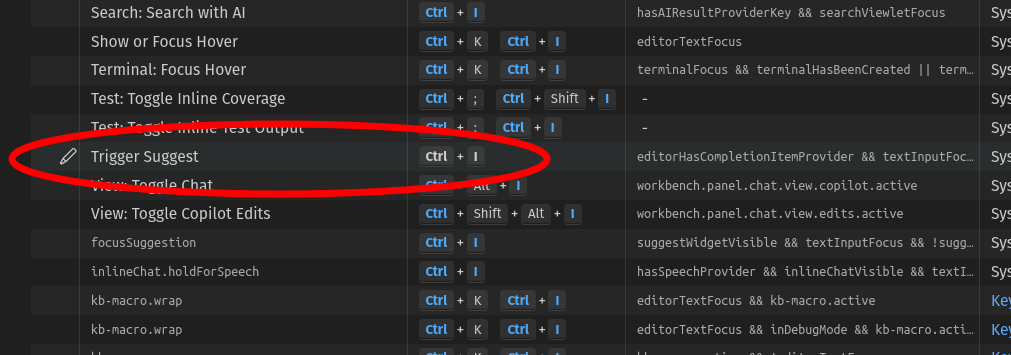 Search: Search with AI Ctrl + I hasAIResultProviderKey && searchViewletFocus Sys
Show or Focus Hover Ctrl + K Ctrl + I editorTextFocus Sys
Terminal: Focus Hover Ctrl + K Ctrl + I terminalFocus && terminalHasBeenCreated || term… Sys
Test: Toggle Inline Coverage Ctrl + ; Ctrl + Shift + I - Sys
Test: Toggle Inline Test Output Ctrl + ; Ctrl + I - Sys
Trigger Suggest Ctrl + I editorHasCompletionItemProvider && textInputFoc… Sys
View: Toggle Chat Ctrl + Alt + I workbench.panel.chat.view.copilot.active Sys
View: Toggle Copilot Edits Ctrl + Shift + Alt + I workbench.panel.chat.view.edits.active Sys
focusSuggestion Ctrl + I suggestWidgetVisible && textInputFocus && !sugg… Sys
inlineChat.holdForSpeech Ctrl + I hasSpeechProvider && inlineChatVisible && textI… Sys
kb-macro.wrap Ctrl + K Ctrl + I editorTextFocus && kb-macro.active Key
kb-macro.wrap Ctrl + K Ctrl + I editorTextFocus && inDebugMode && kb-macro.acti… Key